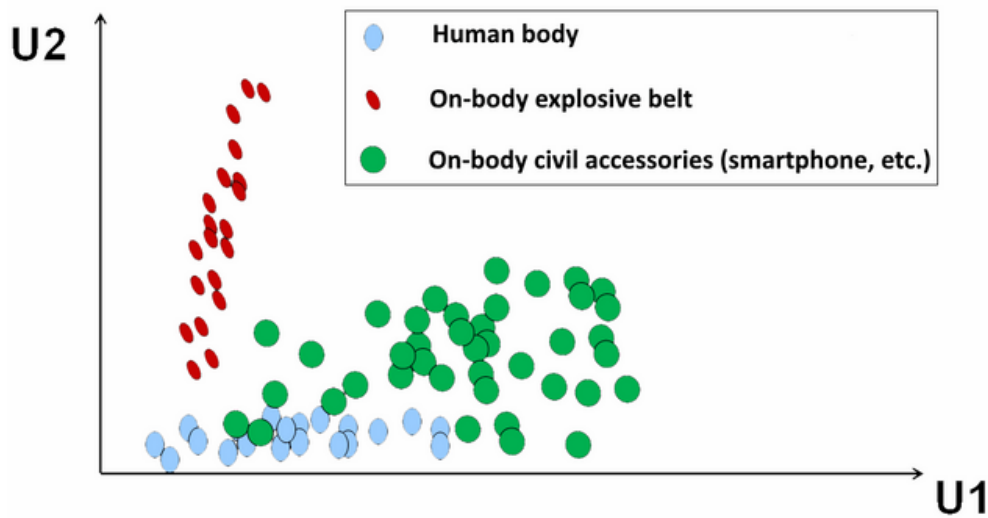 U2
Human body
On-body explosive belt
On-body civil accessories (smartphone, etc.)
U1